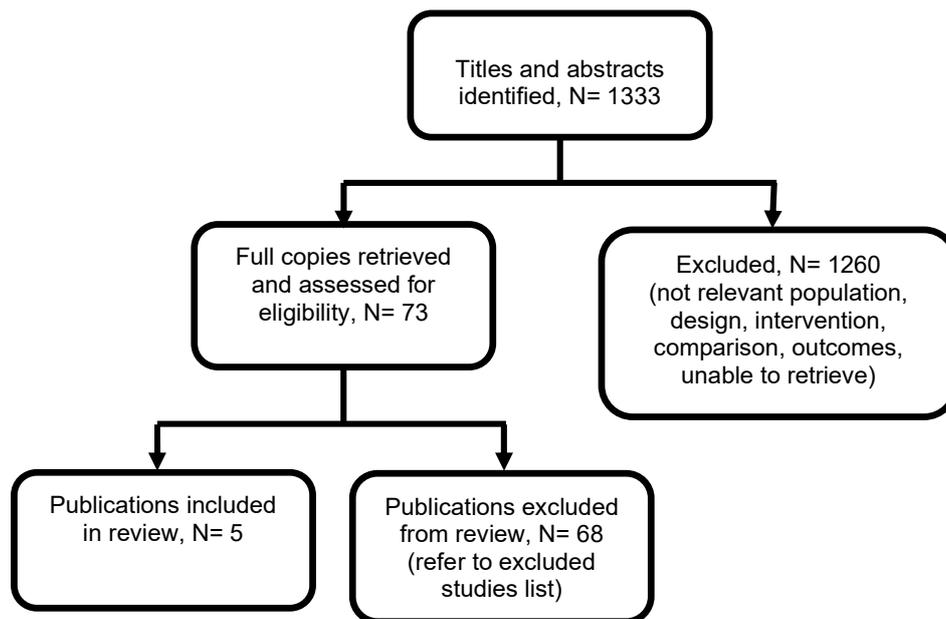 Titles and abstracts
identified, N= 1333
Full copies retrieved
and assessed for
eligibility, N= 73
Excluded, N= 1260
(not relevant population,
design, intervention,
comparison, outcomes,
unable to retrieve)
Publications included
in review, N= 5
Publications excluded
from review, N= 68
(refer to excluded
studies list)